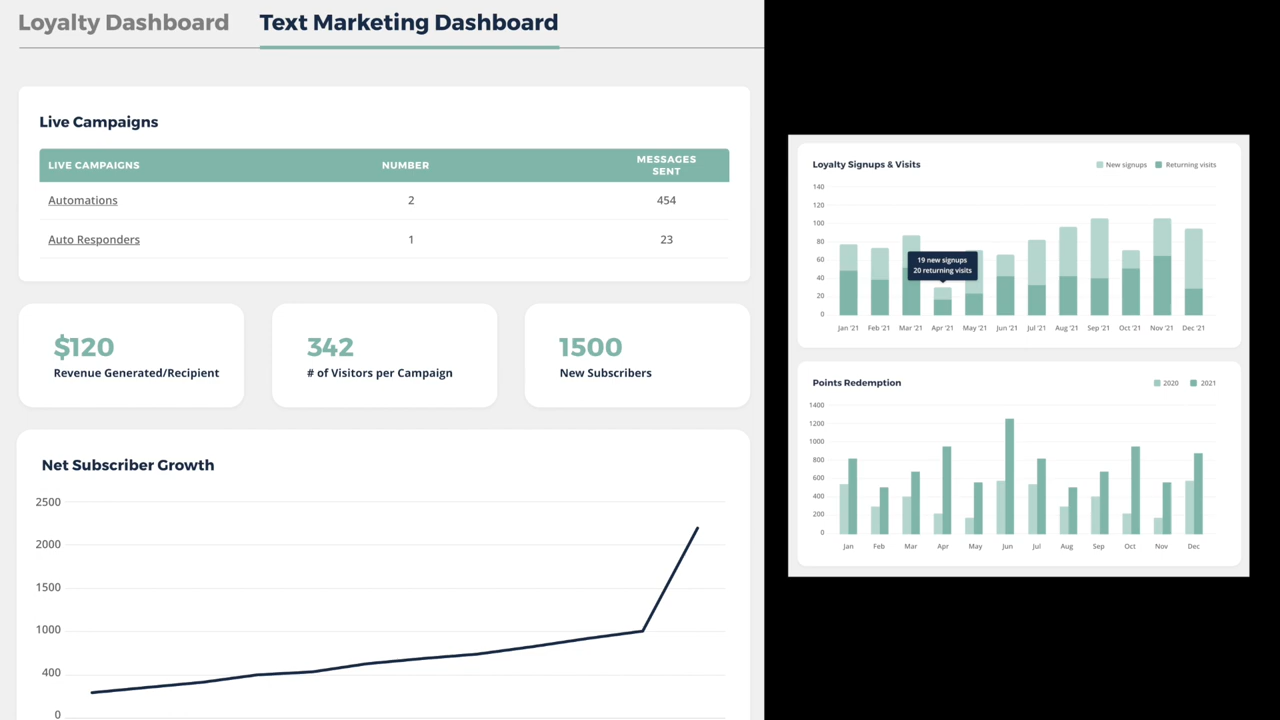 Loyalty Dashboard Text Marketing Dashboard
Live Campaigns
LIVE CAMPAIGNS NUMBER MESSAGES
SENT
Automations 2 454
Auto Responders 1 23
$120
Revenue Generated/Recipient
342
# of Visitors per Campaign
1500
New Subscribers
Net Subscriber Growth
2500
2000
1500
1000
400
0
Loyalty Signups & Visits New signups Returning visits
140
120
100
80
60
40
20
0
19 new signups
20 returning visits
Jan '21 Feb '21 Mar '21 Apr '21 May '21 Jun '21 Jul '21 Aug '21 Sep '21 Oct '21 Nov '21 Dec '21
Points Redemption 2020 2021
1400
1200
1000
800
600
400
200
0
Jan Feb Mar Apr May Jun Jul Aug Sep Oct Nov Dec